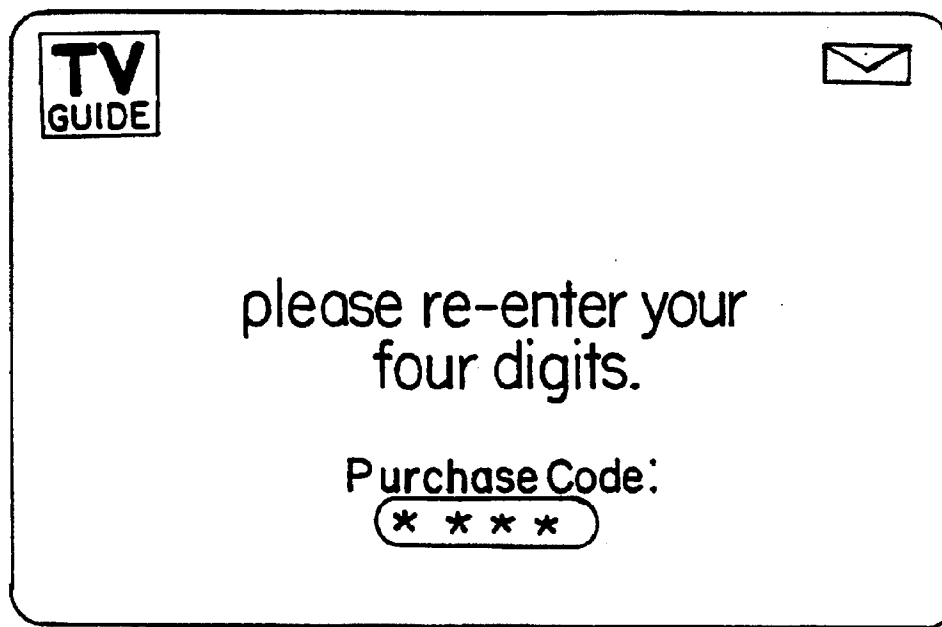 TV
GUIDE
please re-enter your
four digits.
Purchase Code:
* * * *